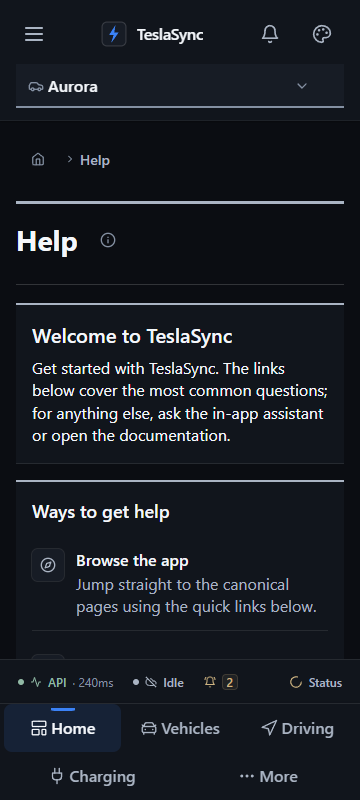 TeslaSync
Aurora
Help
Help
Welcome to TeslaSync
Get started with TeslaSync. The links
below cover the most common questions;
for anything else, ask the in-app assistant
or open the documentation.
Ways to get help
Browse the app
Jump straight to the canonical
pages using the quick links below.
API · 240ms Idle 2 Status
Home Vehicles Driving
Charging More